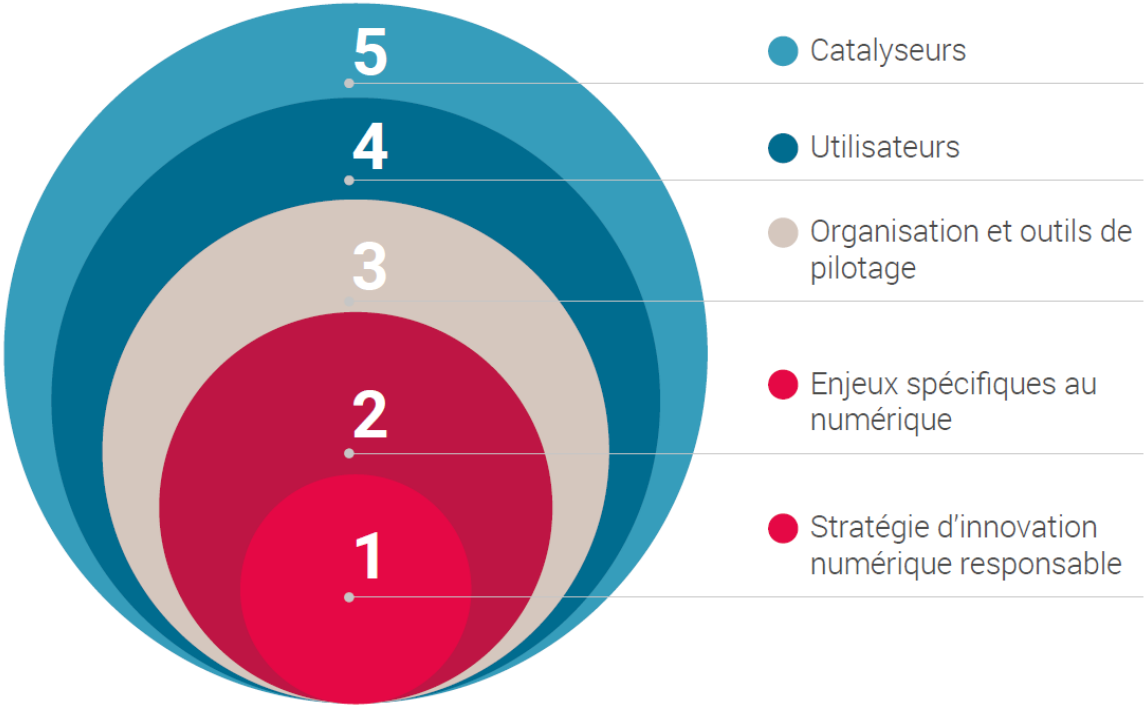 5
Catalyseurs
4
Utilisateurs
3
Organisation et outils de
pilotage
2
Enjeux spécifiques au
numérique
1
Stratégie d'innovation
numérique responsable